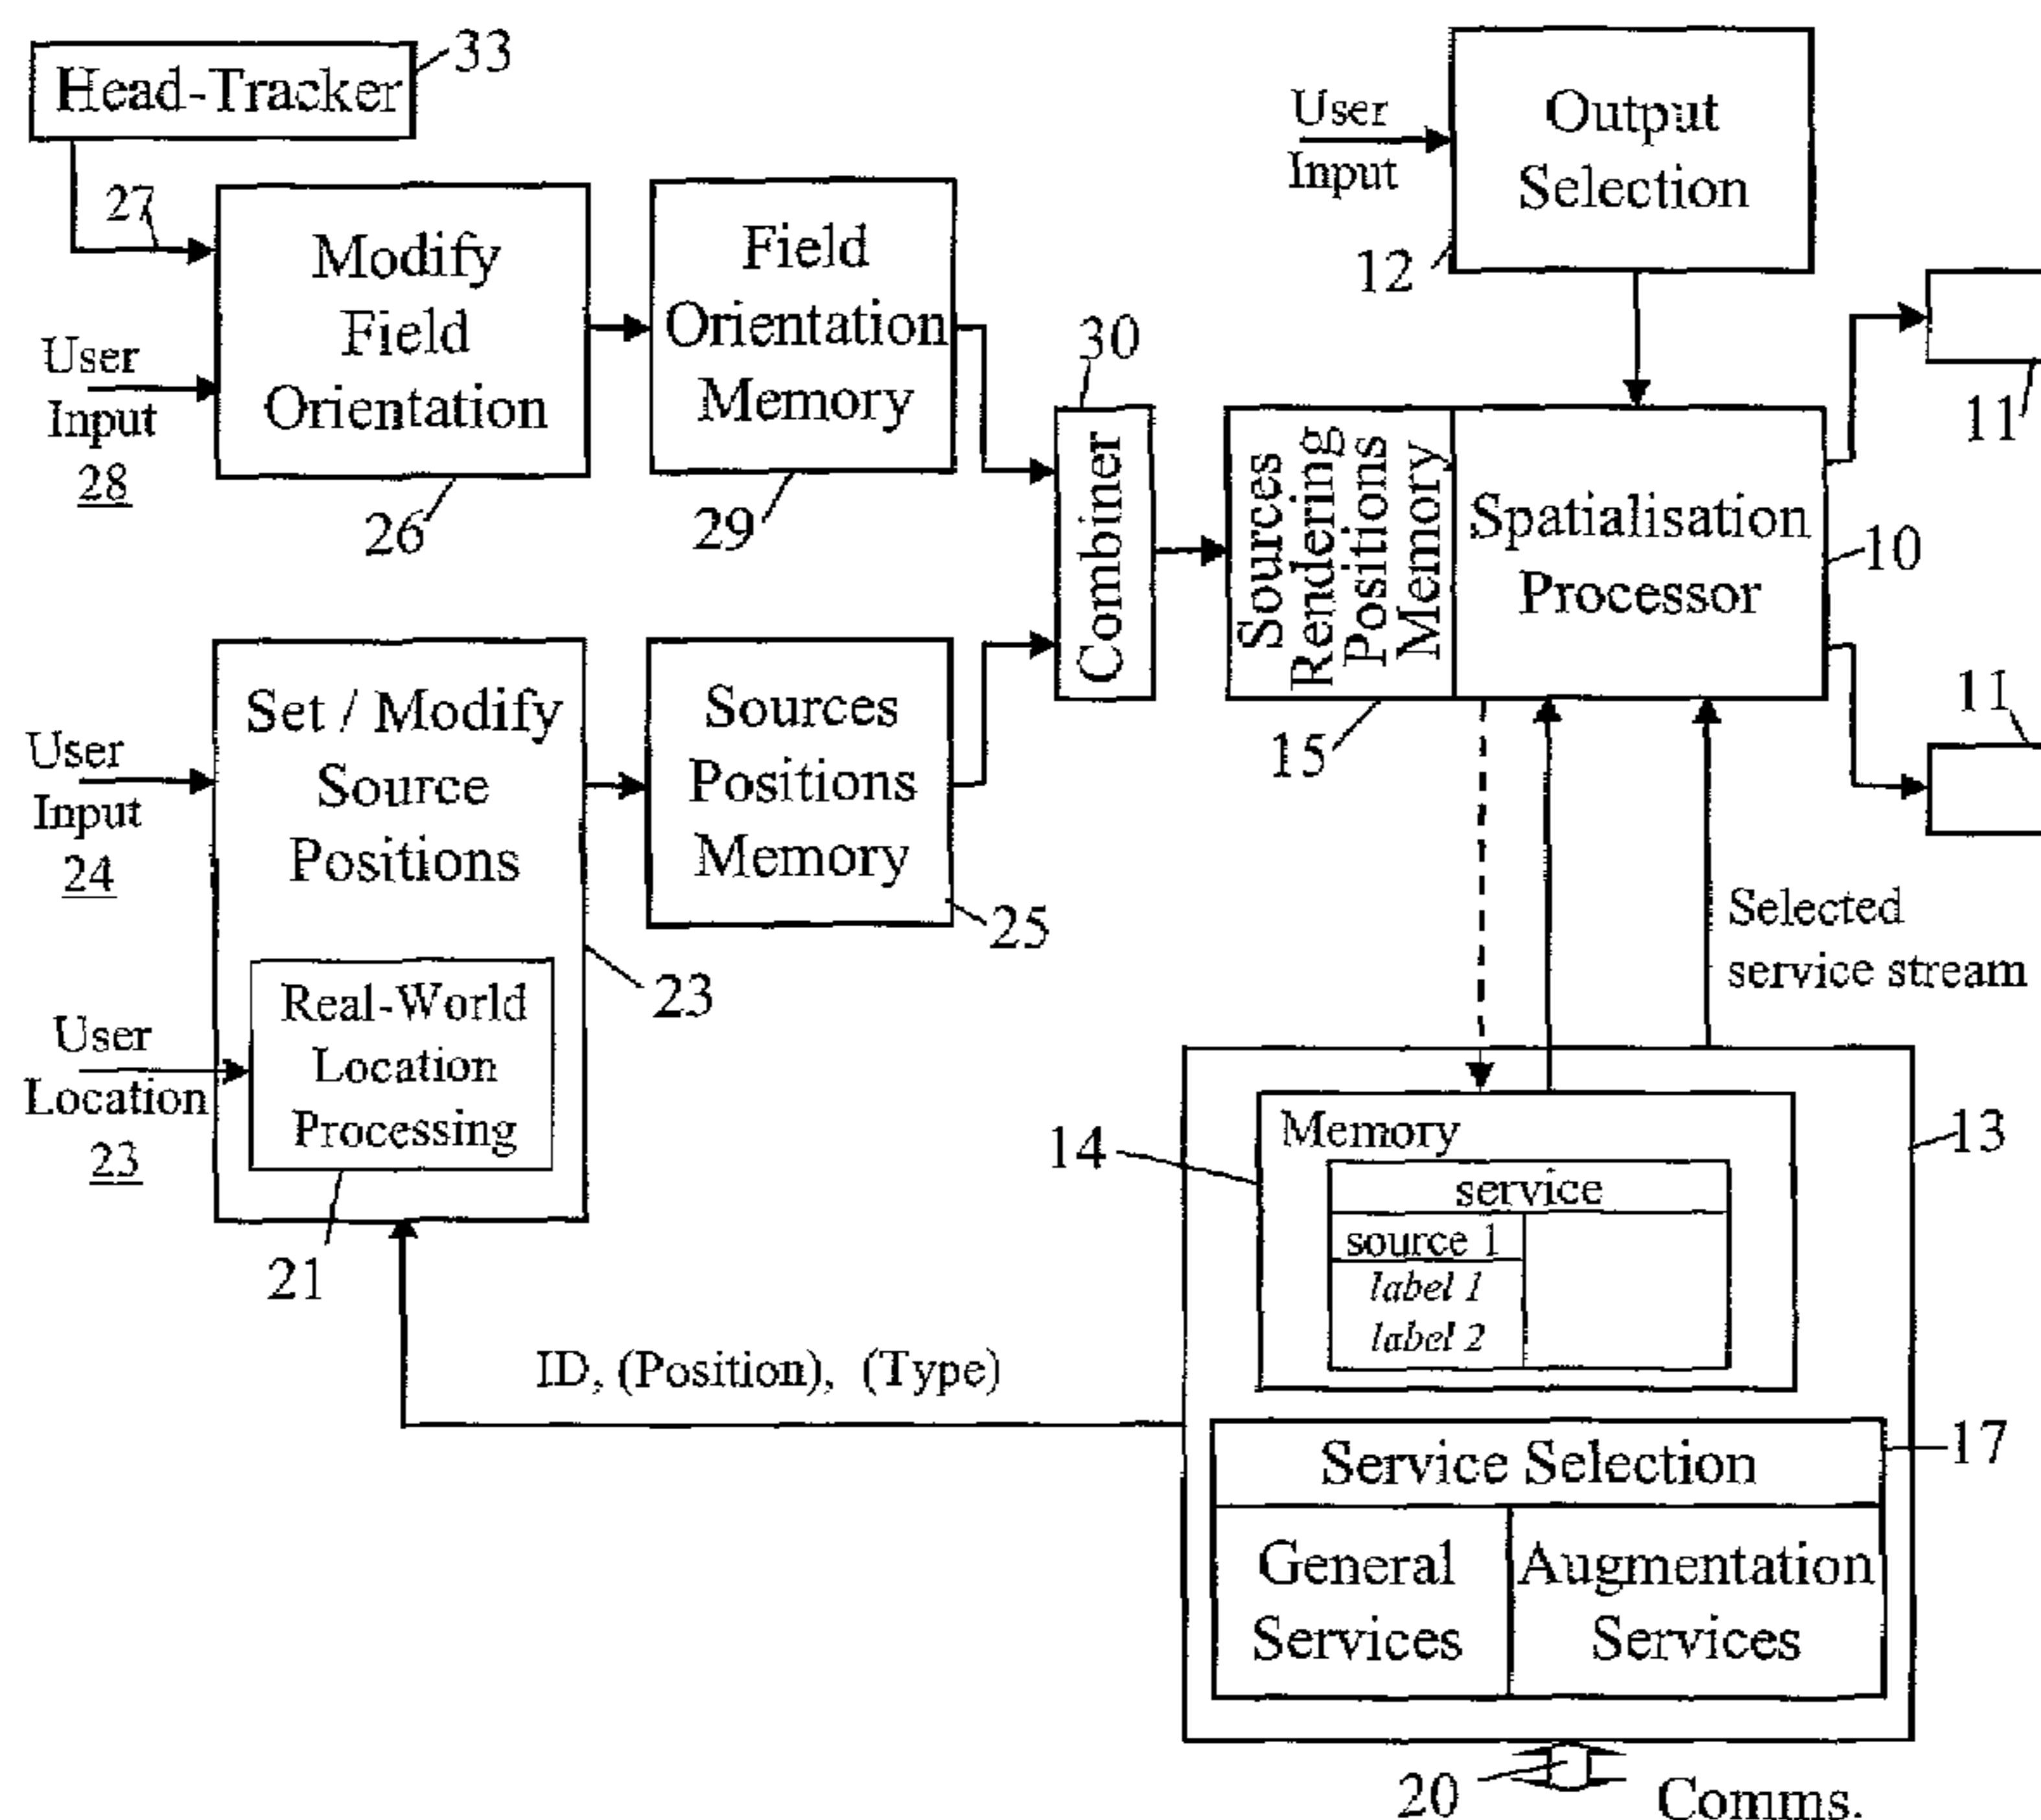 33
Head-Tracker
27
Modify
Field
Orientation
User
Input
28
26
Field
Orientation
Memory
29
User
Input
Output
Selection
12
30
Combiner
Sources
Rendering
Positions
Memory
15
Spatialisation
Processor
10
11
11
User
Input
24
Set / Modify
Source
Positions
User
Location
23
Real-World
Location
Processing
21
23
Sources
Positions
Memory
25
Selected
service stream
ID, (Position), (Type)
14
Memory
service
source 1
label 1
label 2
13
17
Service Selection
General
Services
Augmentation
Services
20
Comms.